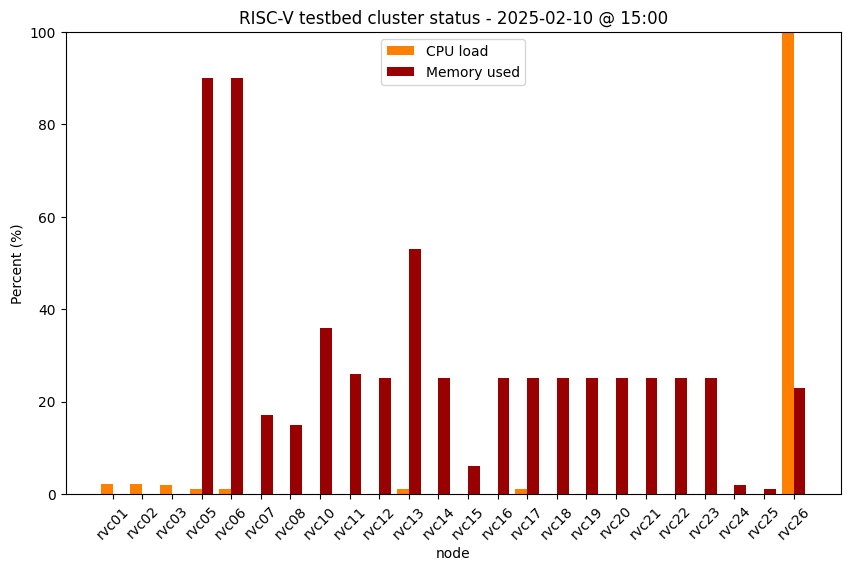 RISC-V testbed cluster status - 2025-02-10 @ 15:00
CPU load
Memory used
Percent (%)
100
80
60
40
20
0
rvc01
rvc02
rvc03
rvc05
rvc06
rvc07
rvc08
rvc10
rvc11
rvc12
rvc13
rvc14
rvc15
rvc16
rvc17
rvc18
rvc19
rvc20
rvc21
rvc22
rvc23
rvc24
rvc25
rvc26
node